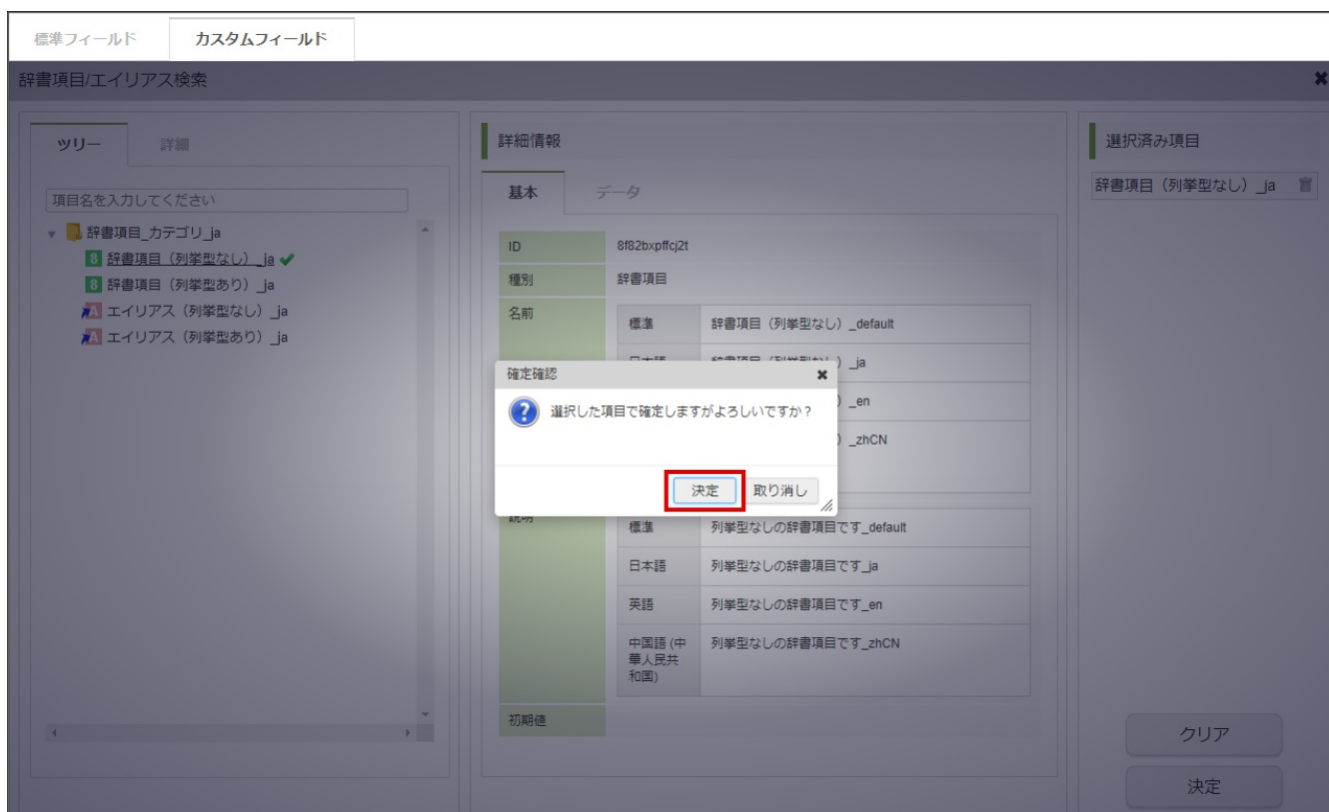 標準フィールド
カスタムフィールド
辞書項目/エイリアス検索
ツリー
詳細
項目名を入力してください
辞書項目_カテゴリ_ja
辞書項目（列挙型なし）_ja
辞書項目（列挙型あり）_ja
エイリアス（列挙型なし）_ja
エイリアス（列挙型あり）_ja
詳細情報
基本
データ
ID
8f82bxpffcj2t
種別
辞書項目
名前
標準
辞書項目（列挙型なし）_default
) _ja
) _en
) _zhCN
確定確認
選択した項目で確定しますがよろしいですか？
決定
取り消し
説明
標準
列挙型なしの辞書項目です_default
日本語
列挙型なしの辞書項目です_ja
英語
列挙型なしの辞書項目です_en
中国語 (中
華人民共
和国)
列挙型なしの辞書項目です_zhCN
初期値
選択済み項目
辞書項目（列挙型なし）_ja
クリア
決定